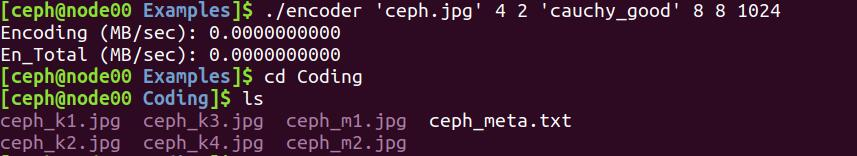 [ceph@node00 Examples]$ ./encoder 'ceph.jpg' 4 2 'cauchy_good' 8 8 1024
Encoding (MB/sec): 0.0000000000
En_Total (MB/sec): 0.0000000000
[ceph@node00 Examples]$ cd Coding
[ceph@node00 Coding]$ ls
ceph_k1.jpg  ceph_k3.jpg  ceph_m1.jpg  ceph_meta.txt
ceph_k2.jpg  ceph_k4.jpg  ceph_m2.jpg